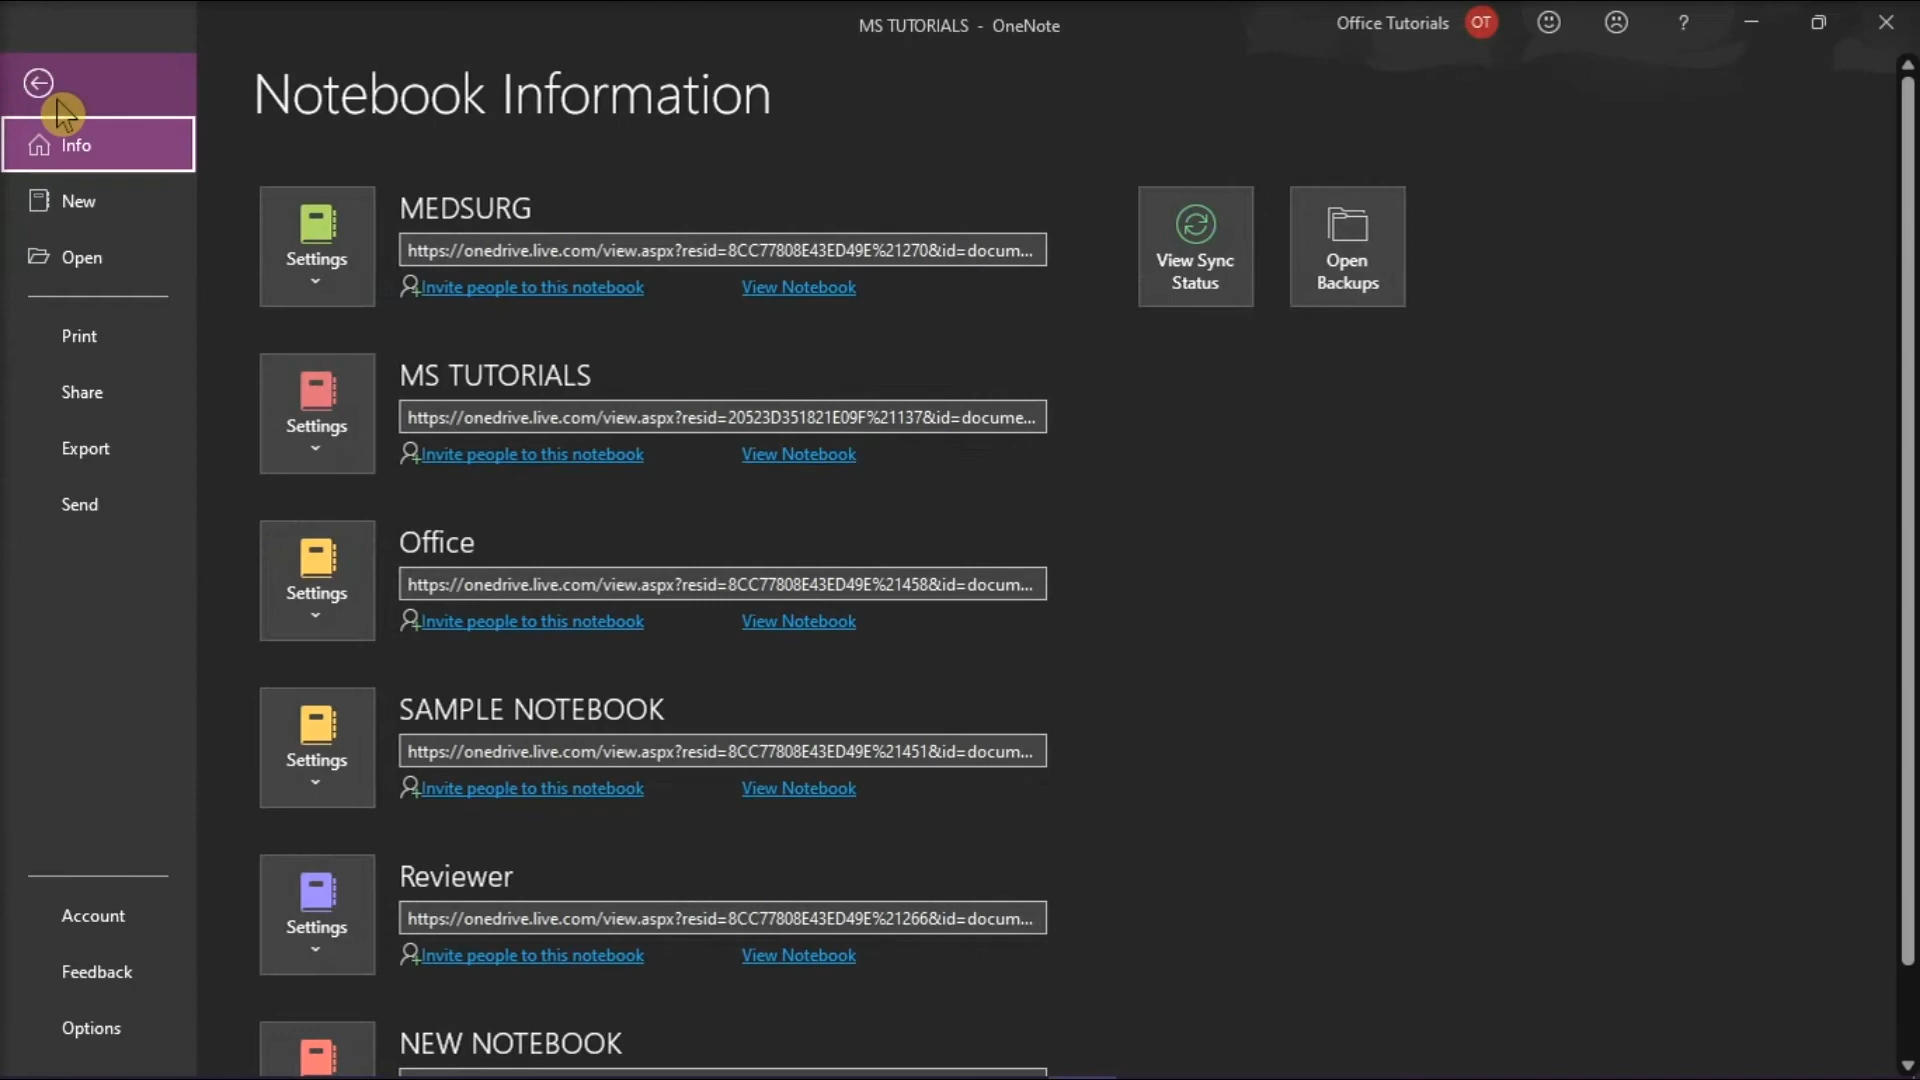 MS TUTORIALS - OneNote
Office Tutorials OT ?
Notebook Information
Info
New
Open
Print
Share
Export
Send
Account
Feedback
Options
Settings
MEDSURG
https://onedrive.live.com/view.aspx?resid=8CC77808E43ED49E%21270&id=docum...
Invite people to this notebook View Notebook
View Sync
Status
Open
Backups
Settings
MS TUTORIALS
https://onedrive.live.com/view.aspx?resid=20523D351821E09F%21137&id=docume...
Invite people to this notebook View Notebook
Settings
Office
https://onedrive.live.com/view.aspx?resid=8CC77808E43ED49E%21458&id=docum...
Invite people to this notebook View Notebook
Settings
SAMPLE NOTEBOOK
https://onedrive.live.com/view.aspx?resid=8CC77808E43ED49E%21451&id=docum...
Invite people to this notebook View Notebook
Settings
Reviewer
https://onedrive.live.com/view.aspx?resid=8CC77808E43ED49E%21266&id=docum...
Invite people to this notebook View Notebook
NEW NOTEBOOK